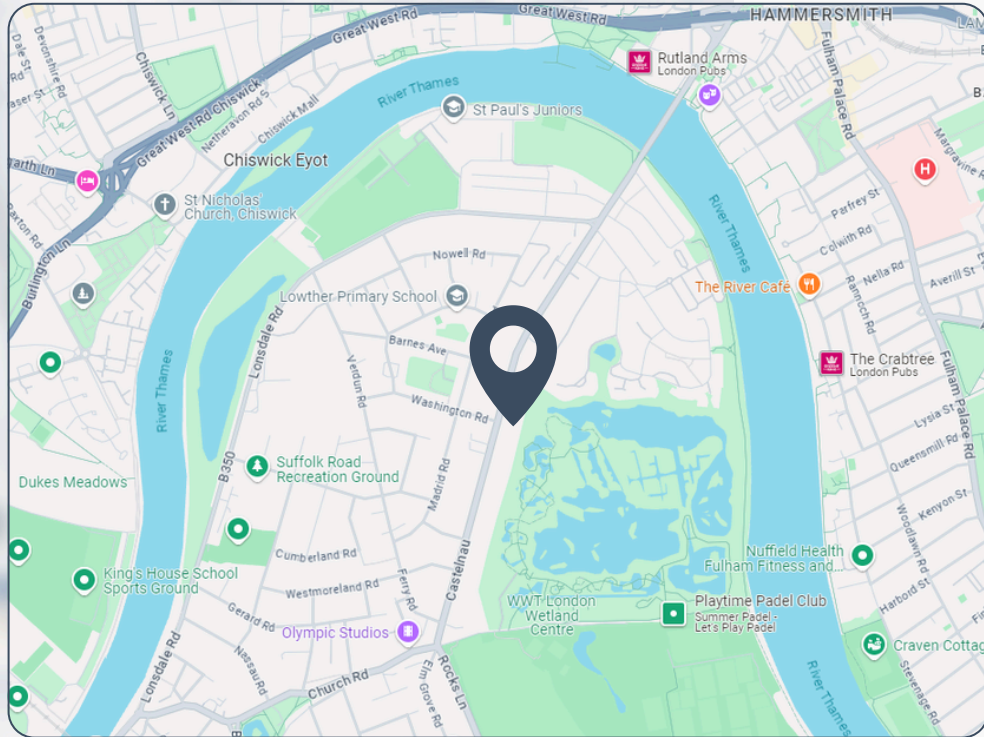 Great West Rd
Great West Rd
HAMMERSMITH
LAM
Dale St
Devonshire Rd
Chiswick Ln
Rutland Arms
London Pubs
Fulham Palace Rd
River Thames
Great West Rd Chiswick
Netheravon Rd S
Chiswick Mall
St Paul's Juniors
Chiswick Eyot
St Nicholas'
Church, Chiswick
Burlington Ln
Paxton Rd
Margravine
Parfrey St
Colwith Rd
Nella Rd
Averill St
Rannoch Rd
River Thames
Nowell Rd
Lowther Primary School
The River Cafe
Lonsdale Rd
Barnes Ave
Verdun Rd
Washington Rd
The Crabtree
London Pubs
Fulham Palace Rd
River Thames
Lysia St
Queensmill Rd
B350
Suffolk Road
Recreation Ground
Madrid Rd
Dukes Meadows
Kenyon St
Woodlawn Rd
Castelnau
Nuffield Health
Fulham Fitness and...
Cumberland Rd
King's House School
Sports Ground
Westmoreland Rd
Ferry Rd
Harbord St
WWT London
Wetland
Centre
Playtime Padel Club
Summer Padel -
Let's Play Padel
Gerard Rd
Olympic Studios
Craven Cottag
Lonsdale Rd
Nassau Rd
Church Rd
Elm Grove Rd
Rocks Ln
River Thames
Stevenage Rd